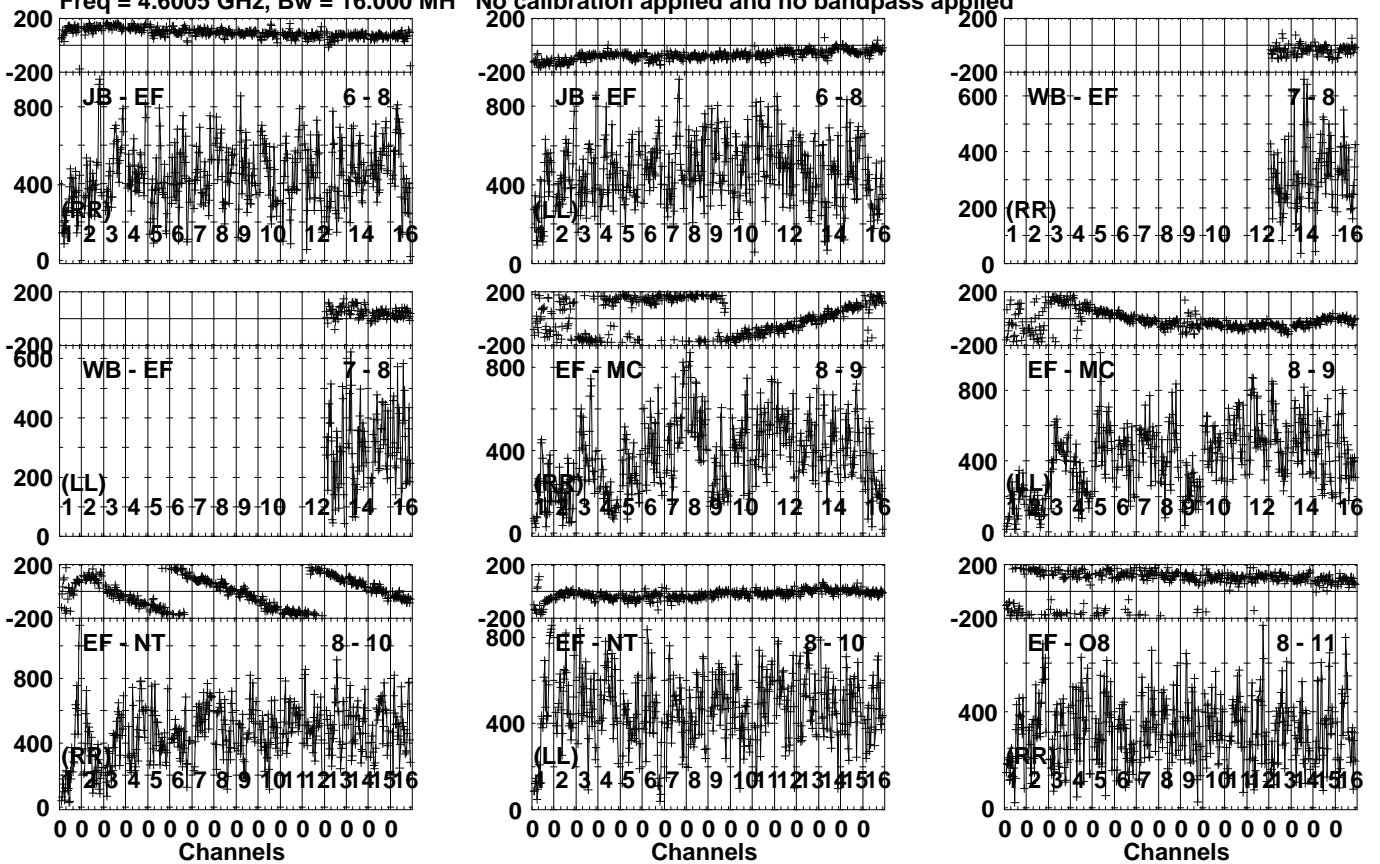 Freq = 4.6005 GHz, Bw = 16.000 MH No calibration applied and no bandpass applied
200 200 200
-200 -200 -200
JB - EF 6 - 8 JB - EF 6 - 8 WB - EF 7 - 8
800 800 600
400 400 400
200
(RR) (LL) (RR)
1 2 3 4 5 6 7 8 9 10 12 14 16 1 2 3 4 5 6 7 8 9 10 12 14 16 1 2 3 4 5 6 7 8 9 10 12 14 16
0 0 0
200 200 200
-200 -200 -200
600
WB - EF 7 - 8 EF - MC 8 - 9 EF - MC 8 - 9
800 800
400 400 400
200
(LL) (RR) (LL)
1 2 3 4 5 6 7 8 9 10 12 14 16 1 2 3 4 5 6 7 8 9 10 12 14 16 1 2 3 4 5 6 7 8 9 10 12 14 16
0 0 0
200 200 200
-200 -200 -200
EF - NT 8 - 10 EF - NT 8 - 10 EF - O8 8 - 11
800 800
400 400 400
(RR) (LL) (RR)
1 2 3 4 5 6 7 8 9 10 11 12 13 14 15 16 1 2 3 4 5 6 7 8 9 10 11 12 13 14 15 16 1 2 3 4 5 6 7 8 9 10 11 12 13 14 15 16
0 0 0
0 0 0 0 0 0 0 0 0 0 0 0 0 0 0 0 0 0 0 0 0 0 0 0 0 0 0 0 0 0 0 0 0 0 0 0 0 0 0 0 0 0 0 0 0 0 0 0
Channels Channels Channels